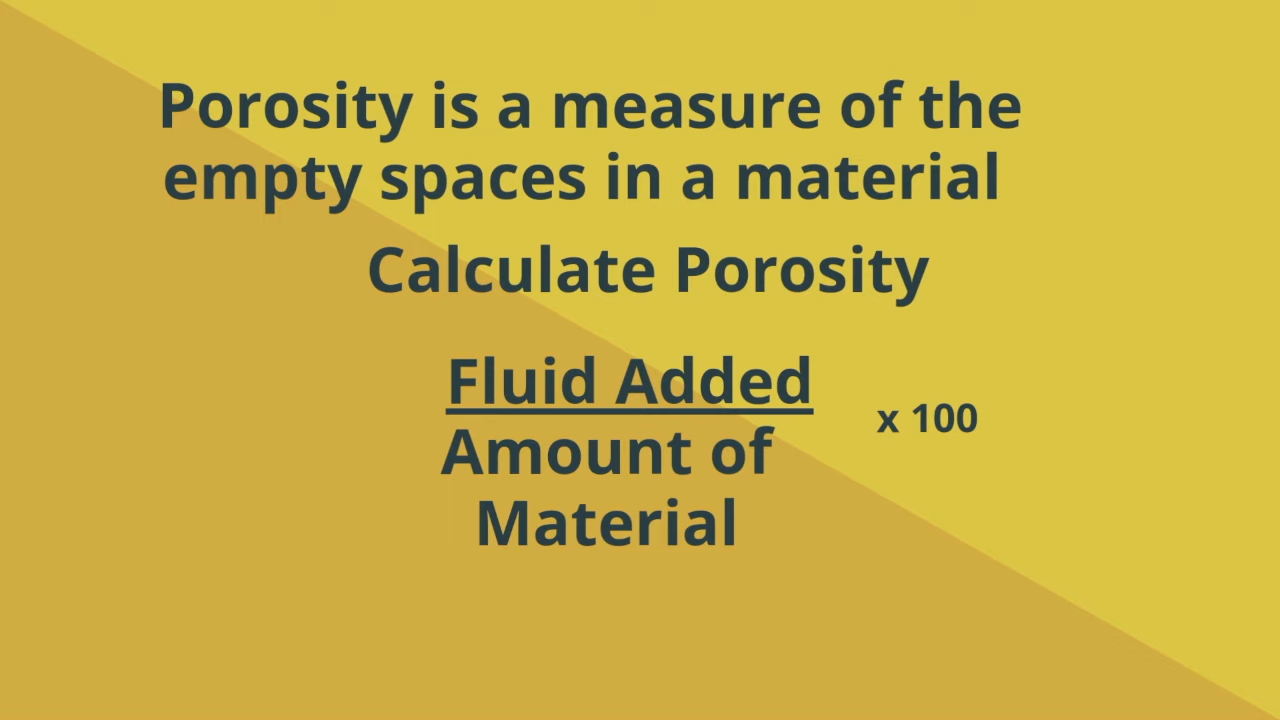 Porosity is a measure of the
empty spaces in a material
Calculate Porosity
Fluid Added
x 100
Amount of
Material